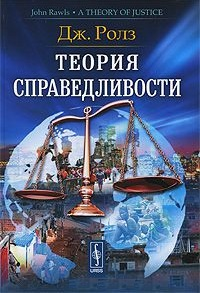 John Rawls • A THEORY OF JUSTICE
Дж. Ролз
ТЕОРИЯ
СПРАВЕДЛИВОСТИ
URSS